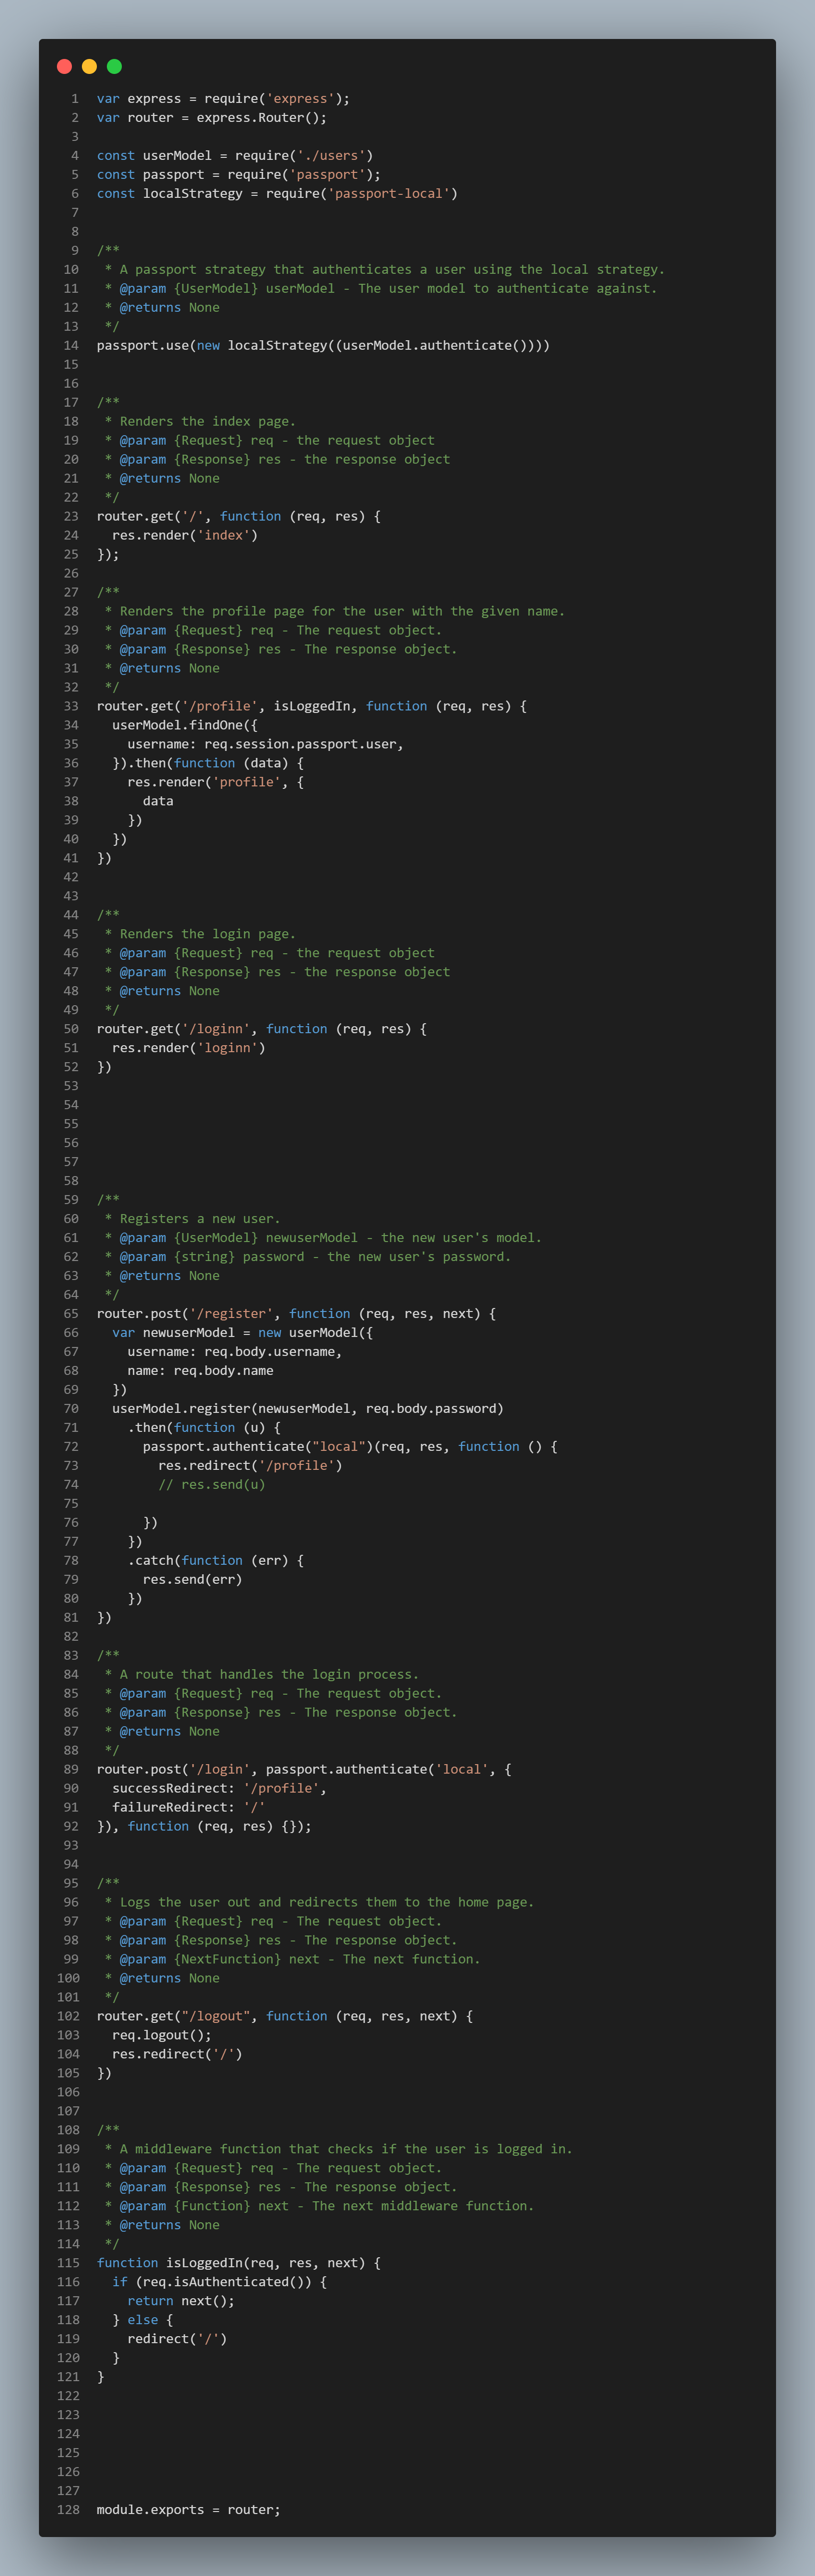 1 var express = require('express');
2 var router = express.Router();
3
4 const userModel = require('./users')
5 const passport = require('passport');
6 const localStrategy = require('passport-local')
7
8
9 /**
10  * A passport strategy that authenticates a user using the local strategy.
11  * @param {UserModel} userModel - The user model to authenticate against.
12  * @returns None
13  */
14 passport.use(new localStrategy((userModel.authenticate())))
15
16
17 /**
18  * Renders the index page.
19  * @param {Request} req - the request object
20  * @param {Response} res - the response object
21  * @returns None
22  */
23 router.get('/', function (req, res) {
24   res.render('index')
25 });
26
27 /**
28  * Renders the profile page for the user with the given name.
29  * @param {Request} req - The request object.
30  * @param {Response} res - The response object.
31  * @returns None
32  */
33 router.get('/profile', isLoggedIn, function (req, res) {
34   userModel.findOne({
35     username: req.session.passport.user,
36   }).then(function (data) {
37     res.render('profile', {
38       data
39     })
40   })
41 })
42
43
44 /**
45  * Renders the login page.
46  * @param {Request} req - the request object
47  * @param {Response} res - the response object
48  * @returns None
49  */
50 router.get('/loginn', function (req, res) {
51   res.render('loginn')
52 })
53
54
55
56
57
58
59 /**
60  * Registers a new user.
61  * @param {UserModel} newuserModel - the new user's model.
62  * @param {string} password - the new user's password.
63  * @returns None
64  */
65 router.post('/register', function (req, res, next) {
66   var newuserModel = new userModel({
67     username: req.body.username,
68     name: req.body.name
69   })
70   userModel.register(newuserModel, req.body.password)
71     .then(function (u) {
72       passport.authenticate("local")(req, res, function () {
73         res.redirect('/profile')
74         // res.send(u)
75
76       })
77     })
78     .catch(function (err) {
79       res.send(err)
80     })
81 })
82
83 /**
84  * A route that handles the login process.
85  * @param {Request} req - The request object.
86  * @param {Response} res - The response object.
87  * @returns None
88  */
89 router.post('/login', passport.authenticate('local', {
90   successRedirect: '/profile',
91   failureRedirect: '/'
92 }), function (req, res) {});
93
94
95 /**
96  * Logs the user out and redirects them to the home page.
97  * @param {Request} req - The request object.
98  * @param {Response} res - The response object.
99  * @param {NextFunction} next - The next function.
100  * @returns None
101  */
102 router.get("/logout", function (req, res, next) {
103   req.logout();
104   res.redirect('/')
105 })
106
107
108 /**
109  * A middleware function that checks if the user is logged in.
110  * @param {Request} req - The request object.
111  * @param {Response} res - The response object.
112  * @param {Function} next - The next middleware function.
113  * @returns None
114  */
115 function isLoggedIn(req, res, next) {
116   if (req.isAuthenticated()) {
117     return next();
118   } else {
119     redirect('/')
120   }
121 }
122
123
124
125
126
127
128 module.exports = router;